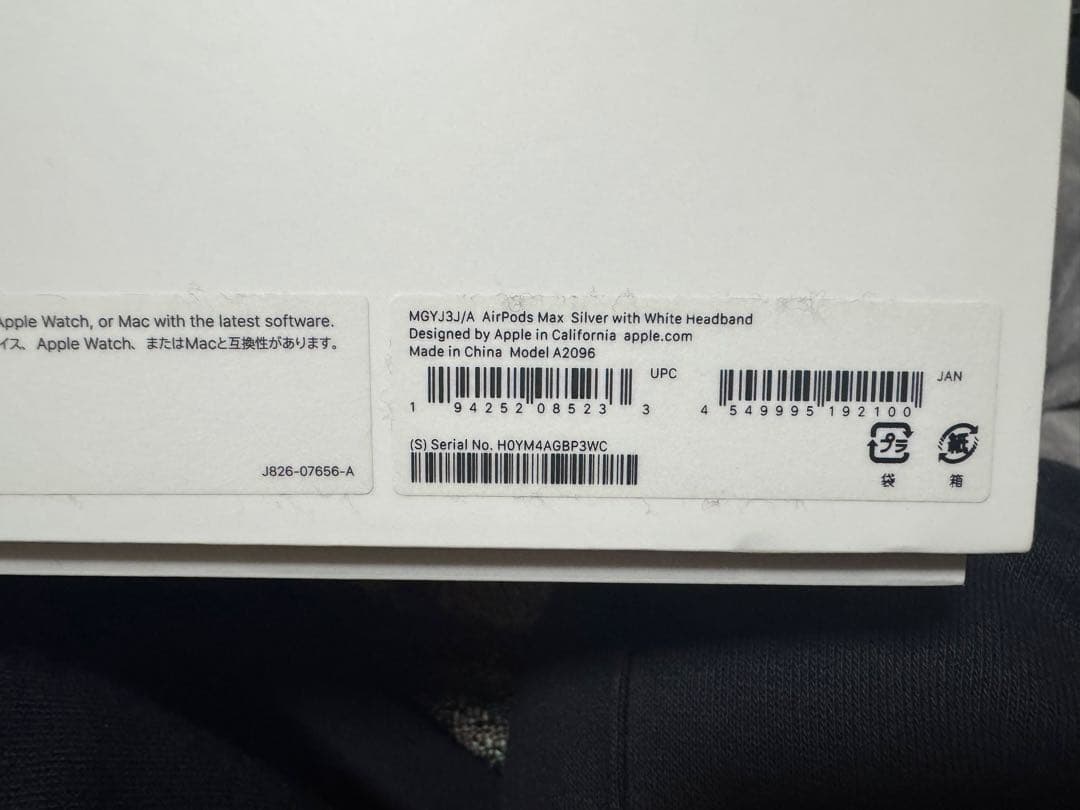 Apple Watch, or Mac with the latest software.
イス、Apple Watch、またはMacと互換性があります。
J826-07656-A
MGYJ3J/A AirPods Max Silver with White Headband
Designed by Apple in California apple.com
Made in China Model A2096
UPC
1 94252 08523 3
JAN
4 549995 192100
(S) Serial No. H0YM4AGBP3WC
プラ
紙
袋
箱